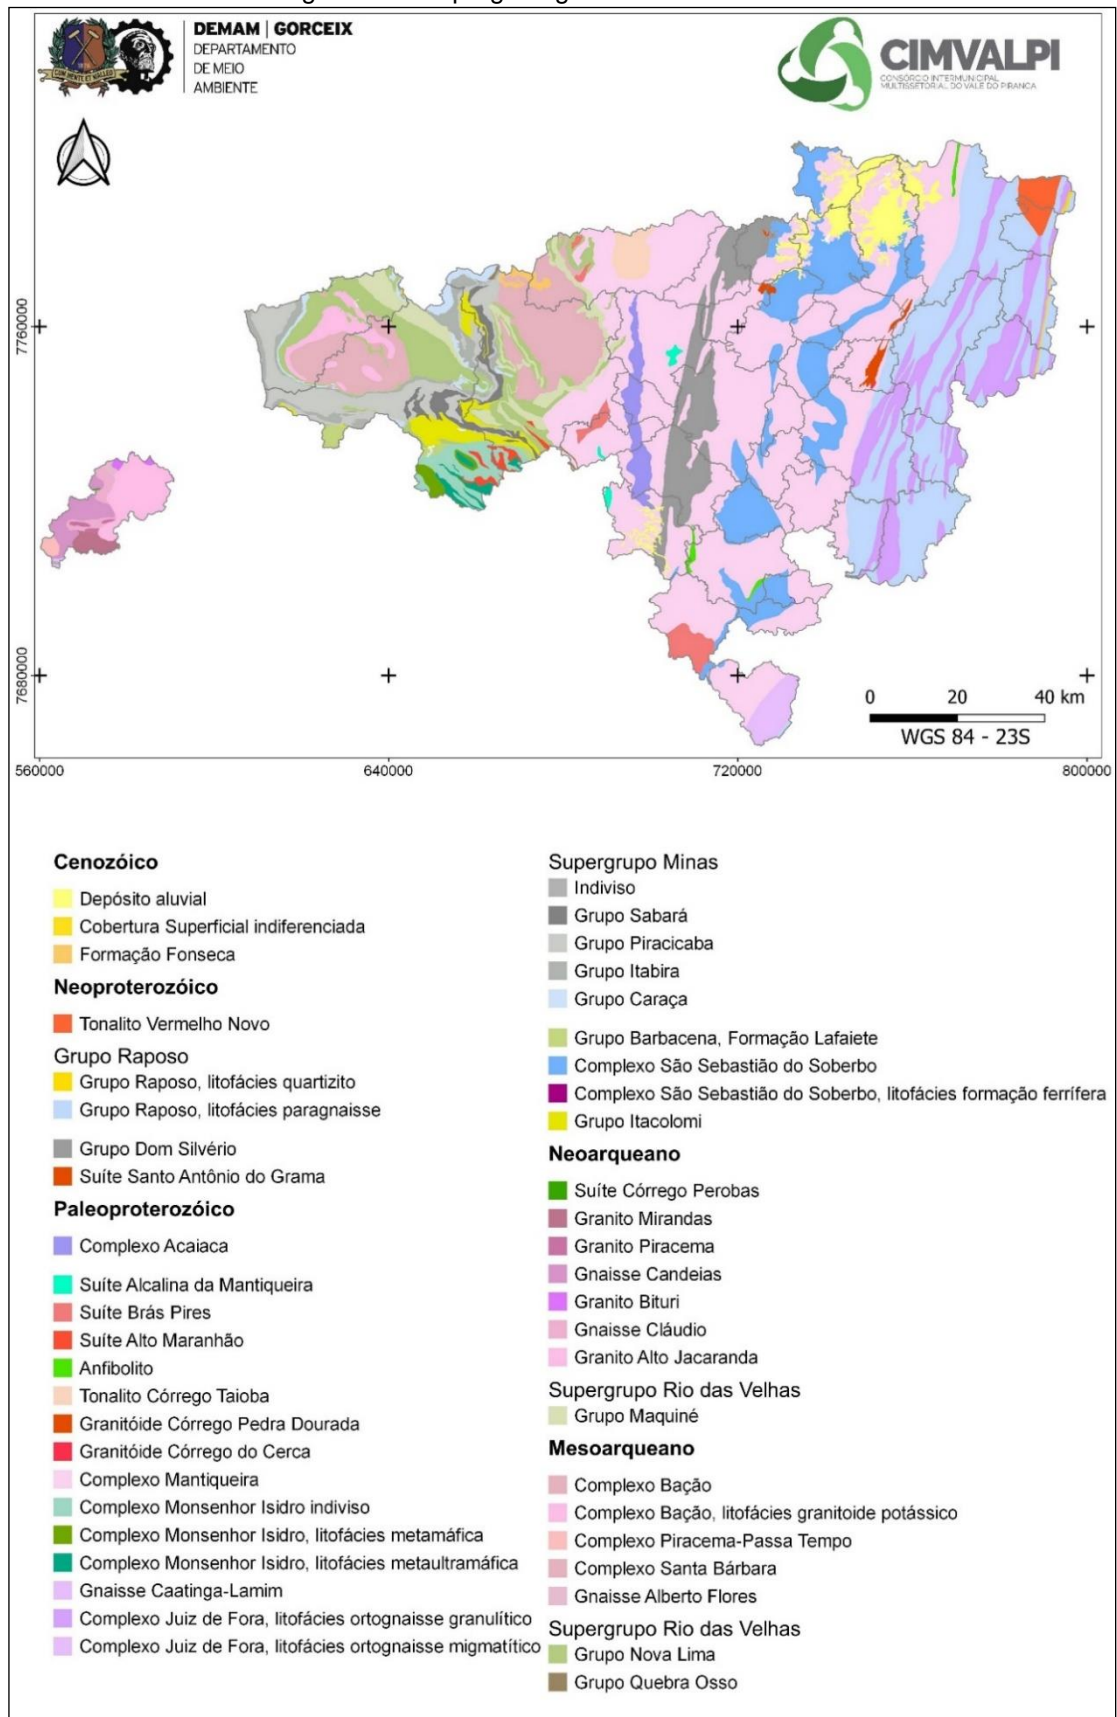 DEMAM | GORCEIX
DEPARTAMENTO
DE MEIO
AMBIENTE
CIMVALPI
CONSÓRCIO INTERMUNICIPAL
MULTISSETORIAL DO VALE DO PIRANGA
7760000
7680000
0 20 40 km
WGS 84 - 23S
560000 640000 720000 800000
Cenozóico
Depósito aluvial
Cobertura Superficial indiferenciada
Formação Fonseca
Neoproterozóico
Tonalito Vermelho Novo
Grupo Raposo
Grupo Raposo, litofácies quartizito
Grupo Raposo, litofácies paragnaisse
Grupo Dom Silvério
Suíte Santo Antônio do Grama
Paleoproterozóico
Complexo Acaiaca
Suíte Alcalina da Mantiqueira
Suíte Brás Pires
Suíte Alto Maranhão
Anfibolito
Tonalito Córrego Taioba
Granitóide Córrego Pedra Dourada
Granitóide Córrego do Cerca
Complexo Mantiqueira
Complexo Monsenhor Isidro indiviso
Complexo Monsenhor Isidro, litofácies metamáfica
Complexo Monsenhor Isidro, litofácies metaultramáfica
Gnaisse Caatinga-Lamim
Complexo Juiz de Fora, litofácies ortognaisse granulítico
Complexo Juiz de Fora, litofácies ortognaisse migmatítico
Supergrupo Minas
Indiviso
Grupo Sabará
Grupo Piracicaba
Grupo Itabira
Grupo Caraça
Grupo Barbacena, Formação Lafaiete
Complexo São Sebastião do Soberbo
Complexo São Sebastião do Soberbo, litofácies formação ferrífera
Grupo Itacolomi
Neoarqueano
Suíte Córrego Perobas
Granito Mirandas
Granito Piracema
Gnaisse Candeias
Granito Bituri
Gnaisse Cláudio
Granito Alto Jacaranda
Supergrupo Rio das Velhas
Grupo Maquiné
Mesoarqueano
Complexo Bação
Complexo Bação, litofácies granitoide potássico
Complexo Piracema-Passa Tempo
Complexo Santa Bárbara
Gnaisse Alberto Flores
Supergrupo Rio das Velhas
Grupo Nova Lima
Grupo Quebra Osso